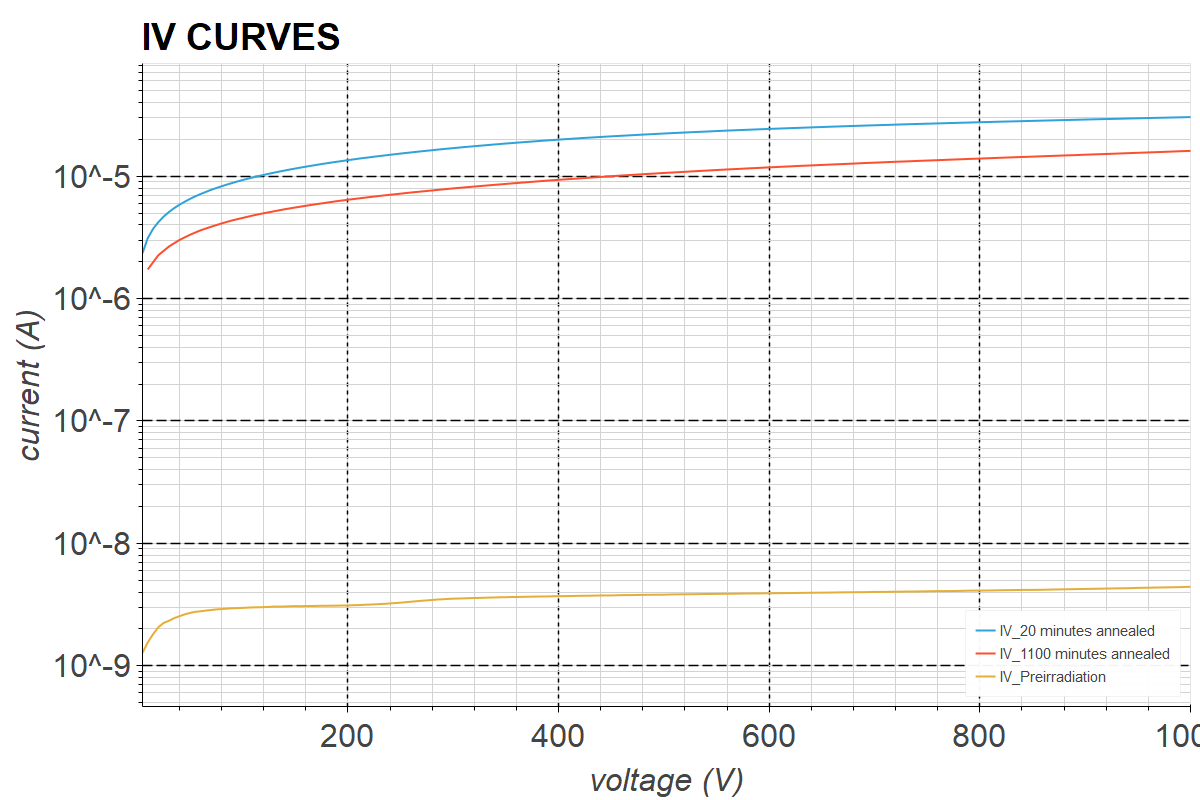 IV CURVES
10^-5
10^-6
10^-7
10^-8
10^-9
current (A)
IV_20 minutes annealed
IV_1100 minutes annealed
IV_Preirradiation
200 400 600 800 100
voltage (V)